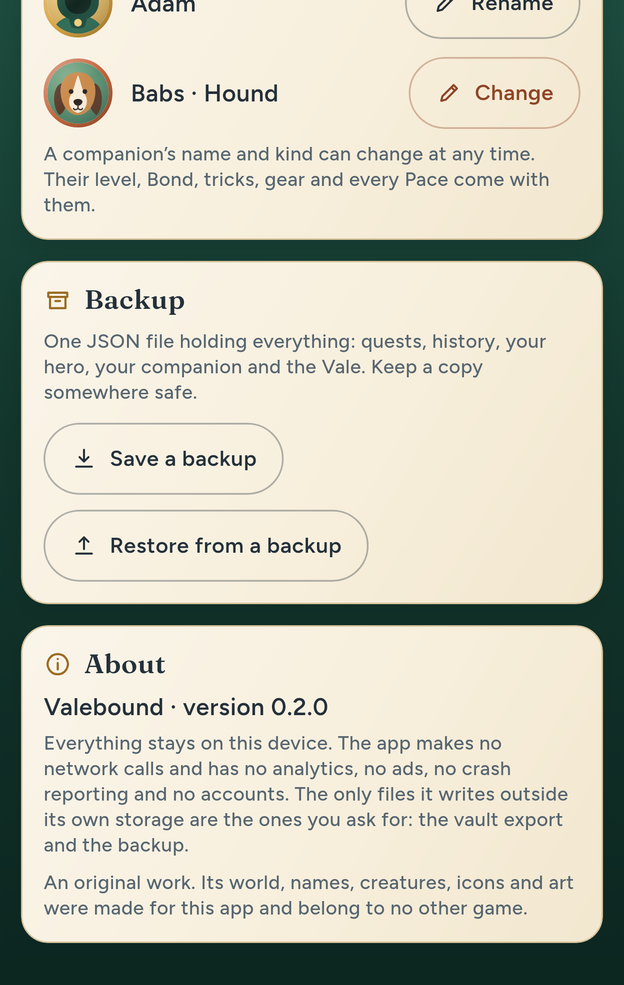 Adam
Rename
Babs · Hound
Change
A companion’s name and kind can change at any time.
Their level, Bond, tricks, gear and every Pace come with
them.
Backup
One JSON file holding everything: quests, history, your
hero, your companion and the Vale. Keep a copy
somewhere safe.
Save a backup
Restore from a backup
About
Valebound · version 0.2.0
Everything stays on this device. The app makes no
network calls and has no analytics, no ads, no crash
reporting and no accounts. The only files it writes outside
its own storage are the ones you ask for: the vault export
and the backup.
An original work. Its world, names, creatures, icons and art
were made for this app and belong to no other game.